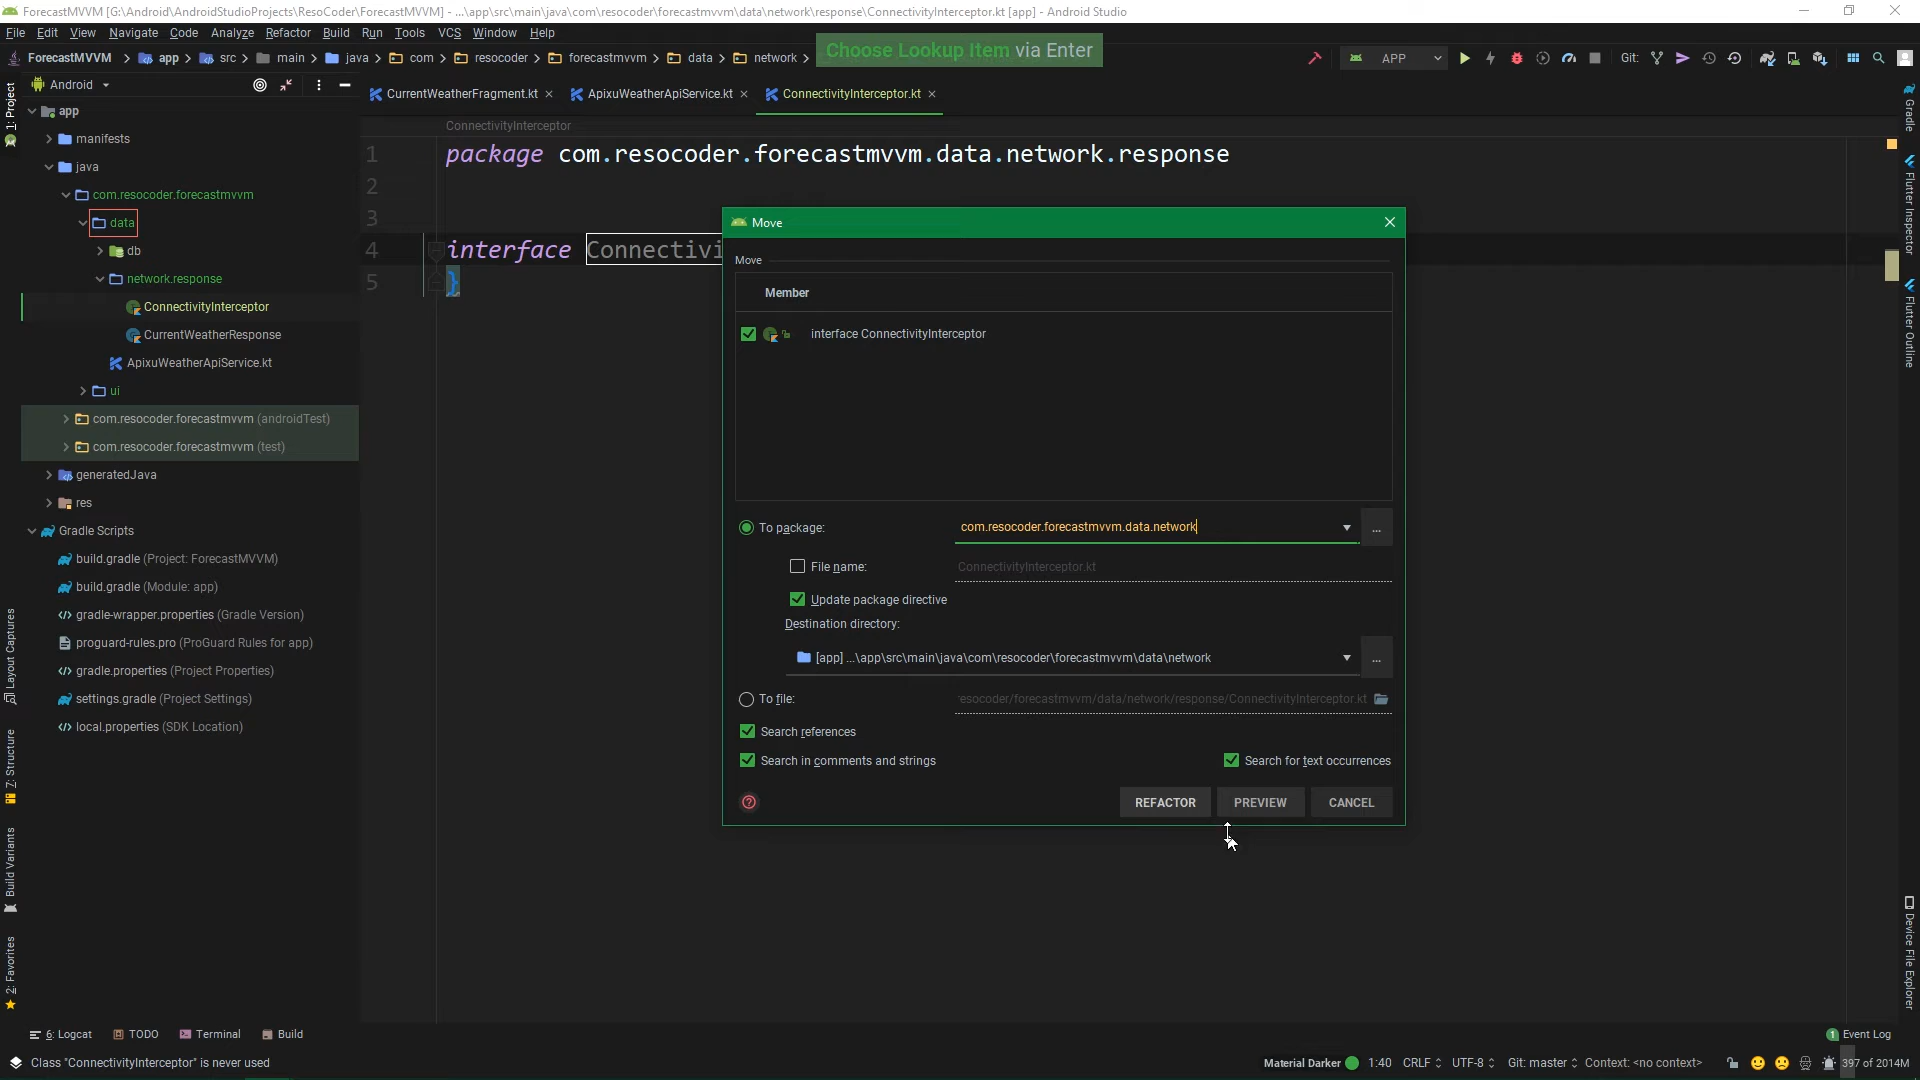 ForecastMVVM [G:\Android\AndroidStudioProjects\ResoCoder\ForecastMVVM] - ...\app\src\main\java\com\resocoder\forecastmvvm\data\network\response\ConnectivityInterceptor.kt [app] - Android Studio
File Edit View Navigate Code Analyze Refactor Build Run Tools VCS Window Help
Choose Lookup Item via Enter
ForecastMVVM app src main java com resocoder forecastmvvm data network APP Git:
Android
CurrentWeatherFragment.kt ApixuWeatherApiService.kt ConnectivityInterceptor.kt
ConnectivityInterceptor
1 package com.resocoder.forecastmvvm.data.network.response
2
3
4 interface Connectivi
5 }
app
manifests
java
com.resocoder.forecastmvvm
data
db
network.response
ConnectivityInterceptor
CurrentWeatherResponse
ApixuWeatherApiService.kt
ui
com.resocoder.forecastmvvm (androidTest)
com.resocoder.forecastmvvm (test)
generatedJava
res
Gradle Scripts
build.gradle (Project: ForecastMVVM)
build.gradle (Module: app)
gradle-wrapper.properties (Gradle Version)
proguard-rules.pro (ProGuard Rules for app)
gradle.properties (Project Properties)
settings.gradle (Project Settings)
local.properties (SDK Location)
Move
Move
Member
interface ConnectivityInterceptor
To package: com.resocoder.forecastmvvm.data.network ...
File name: ConnectivityInterceptor.kt
Update package directive
Destination directory:
[app] ...\app\src\main\java\com\resocoder\forecastmvvm\data\network ...
To file: esocoder/forecastmvvm/data/network/response/ConnectivityInterceptor.kt
Search references
Search in comments and strings Search for text occurrences
REFACTOR PREVIEW CANCEL
1: Project
Layout Captures
7: Structure
Build Variants
2: Favorites
Gradle
Flutter Inspector
Flutter Outline
Device File Explorer
6: Logcat TODO Terminal Build 1 Event Log
Class "ConnectivityInterceptor" is never used Material Darker 1:40 CRLF UTF-8 Git: master Context: <no context> 397 of 2014M